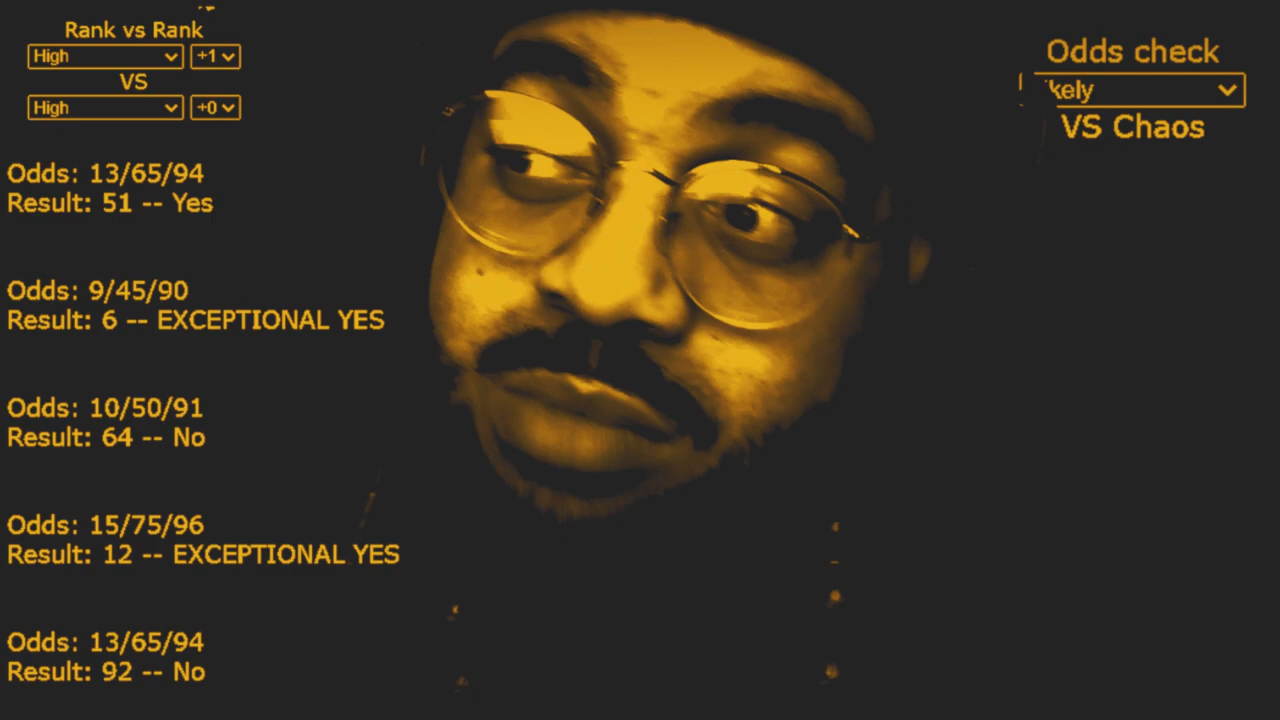 Rank vs Rank
High +1
VS
High +0
Odds check
kely
VS Chaos
Odds: 13/65/94
Result: 51 -- Yes
Odds: 9/45/90
Result: 6 -- EXCEPTIONAL YES
Odds: 10/50/91
Result: 64 -- No
Odds: 15/75/96
Result: 12 -- EXCEPTIONAL YES
Odds: 13/65/94
Result: 92 -- No